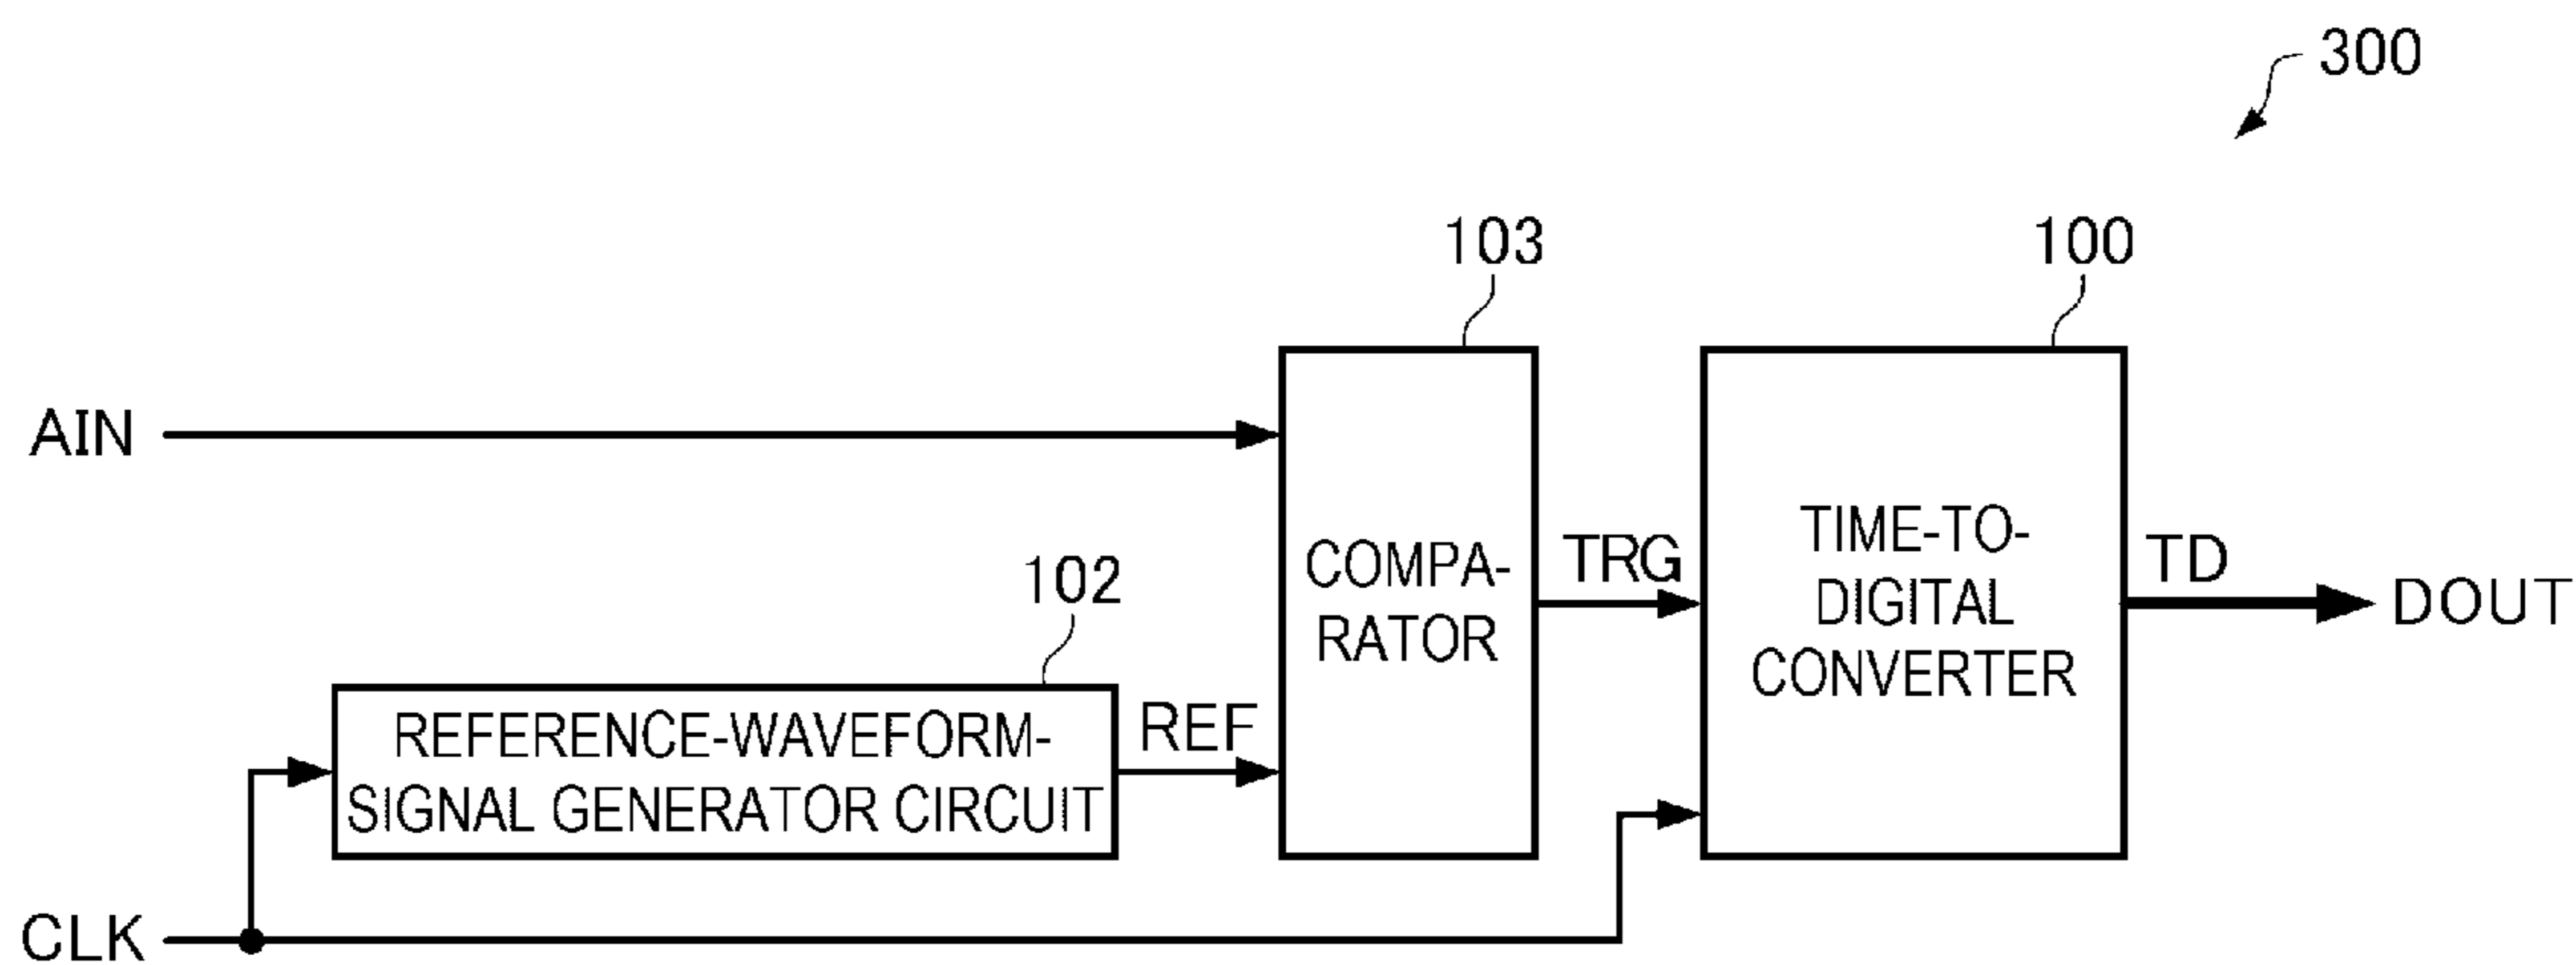 300
103
100
AIN
102
COMPA-
RATOR
TRG
TIME-TO-
DIGITAL
CONVERTER
TD
DOUT
REFERENCE-WAVEFORM-
SIGNAL GENERATOR CIRCUIT
REF
CLK